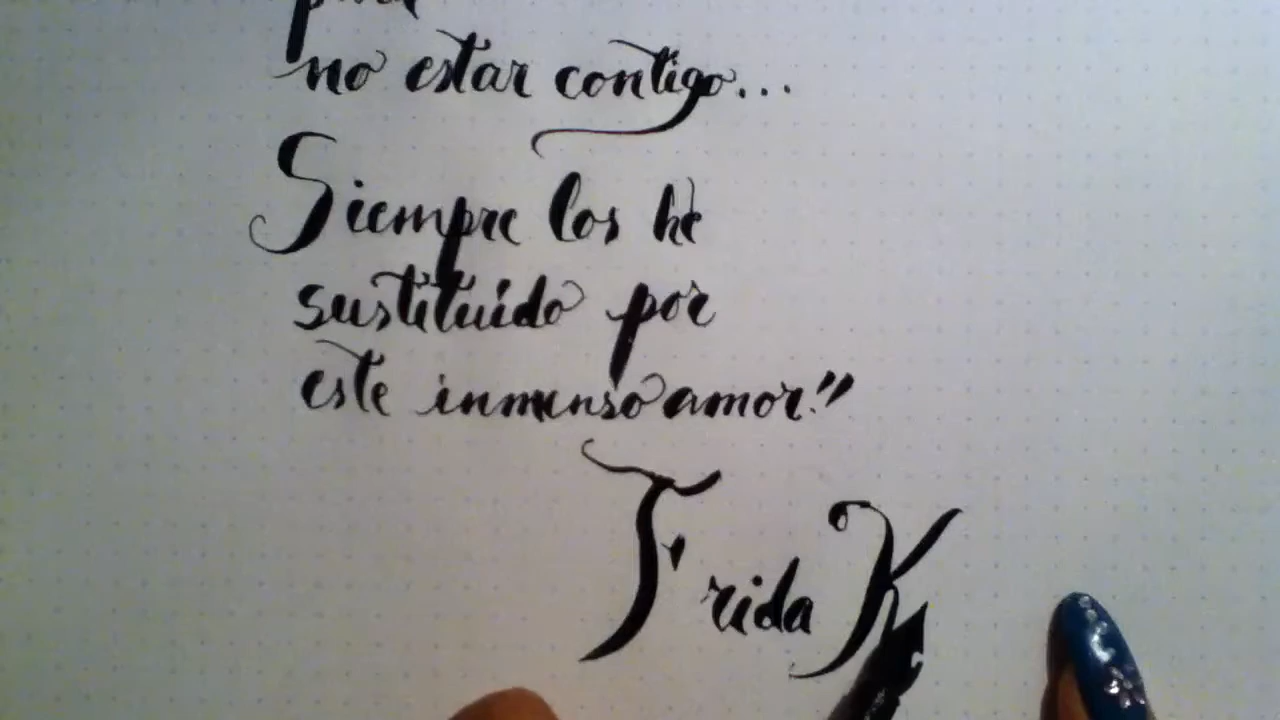 no estar contigo...
Siempre los he
sustituido por
este inmenso amor."
Frida K